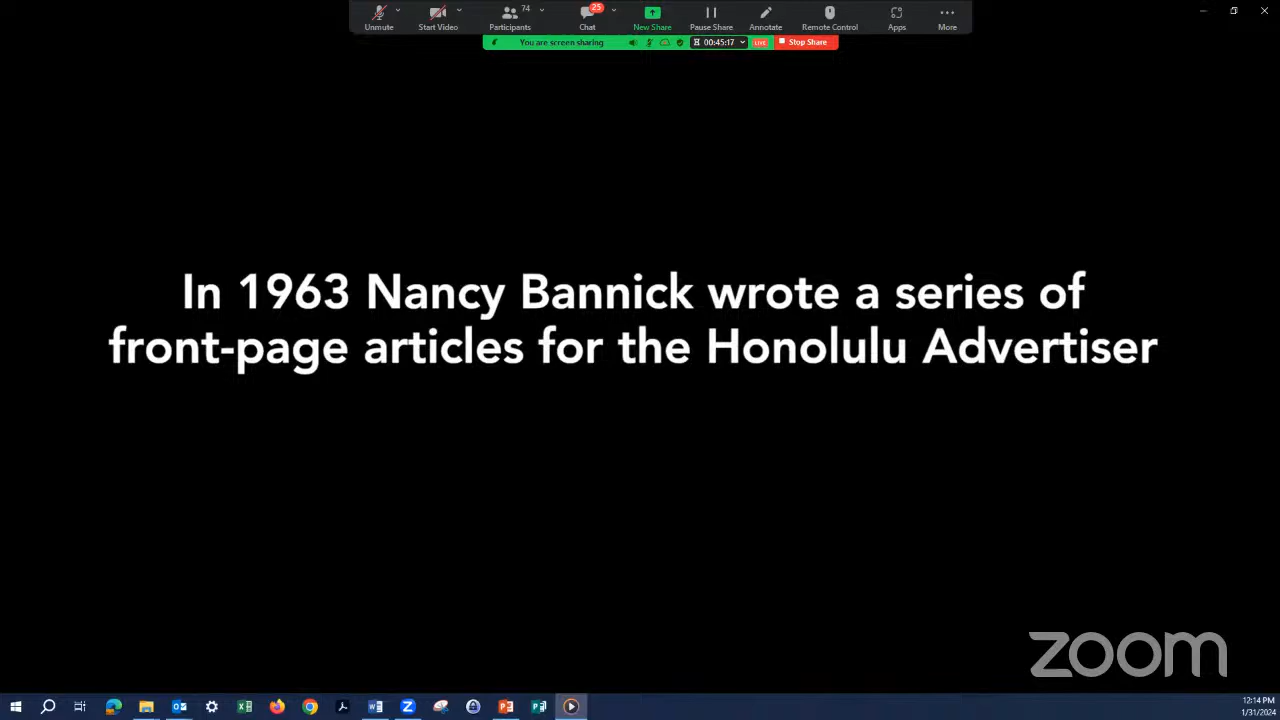 74
25
Unmute
Start Video
Participants
Chat
New Share
Pause Share
Annotate
Remote Control
Apps
More
You are screen sharing
00:45:17
LIVE
Stop Share
In 1963 Nancy Bannick wrote a series of
front-page articles for the Honolulu Advertiser
zoom
12:14 PM
1/31/2024